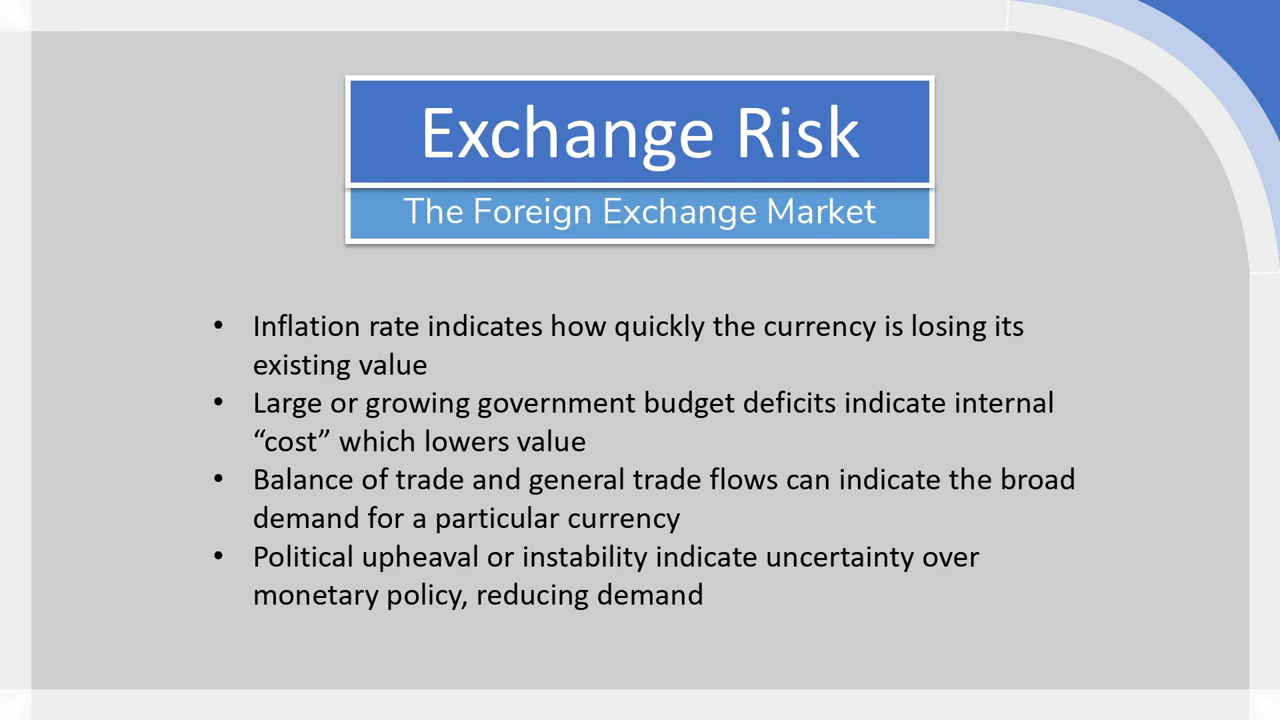 Exchange Risk
The Foreign Exchange Market
• Inflation rate indicates how quickly the currency is losing its
existing value
• Large or growing government budget deficits indicate internal
“cost” which lowers value
• Balance of trade and general trade flows can indicate the broad
demand for a particular currency
• Political upheaval or instability indicate uncertainty over
monetary policy, reducing demand